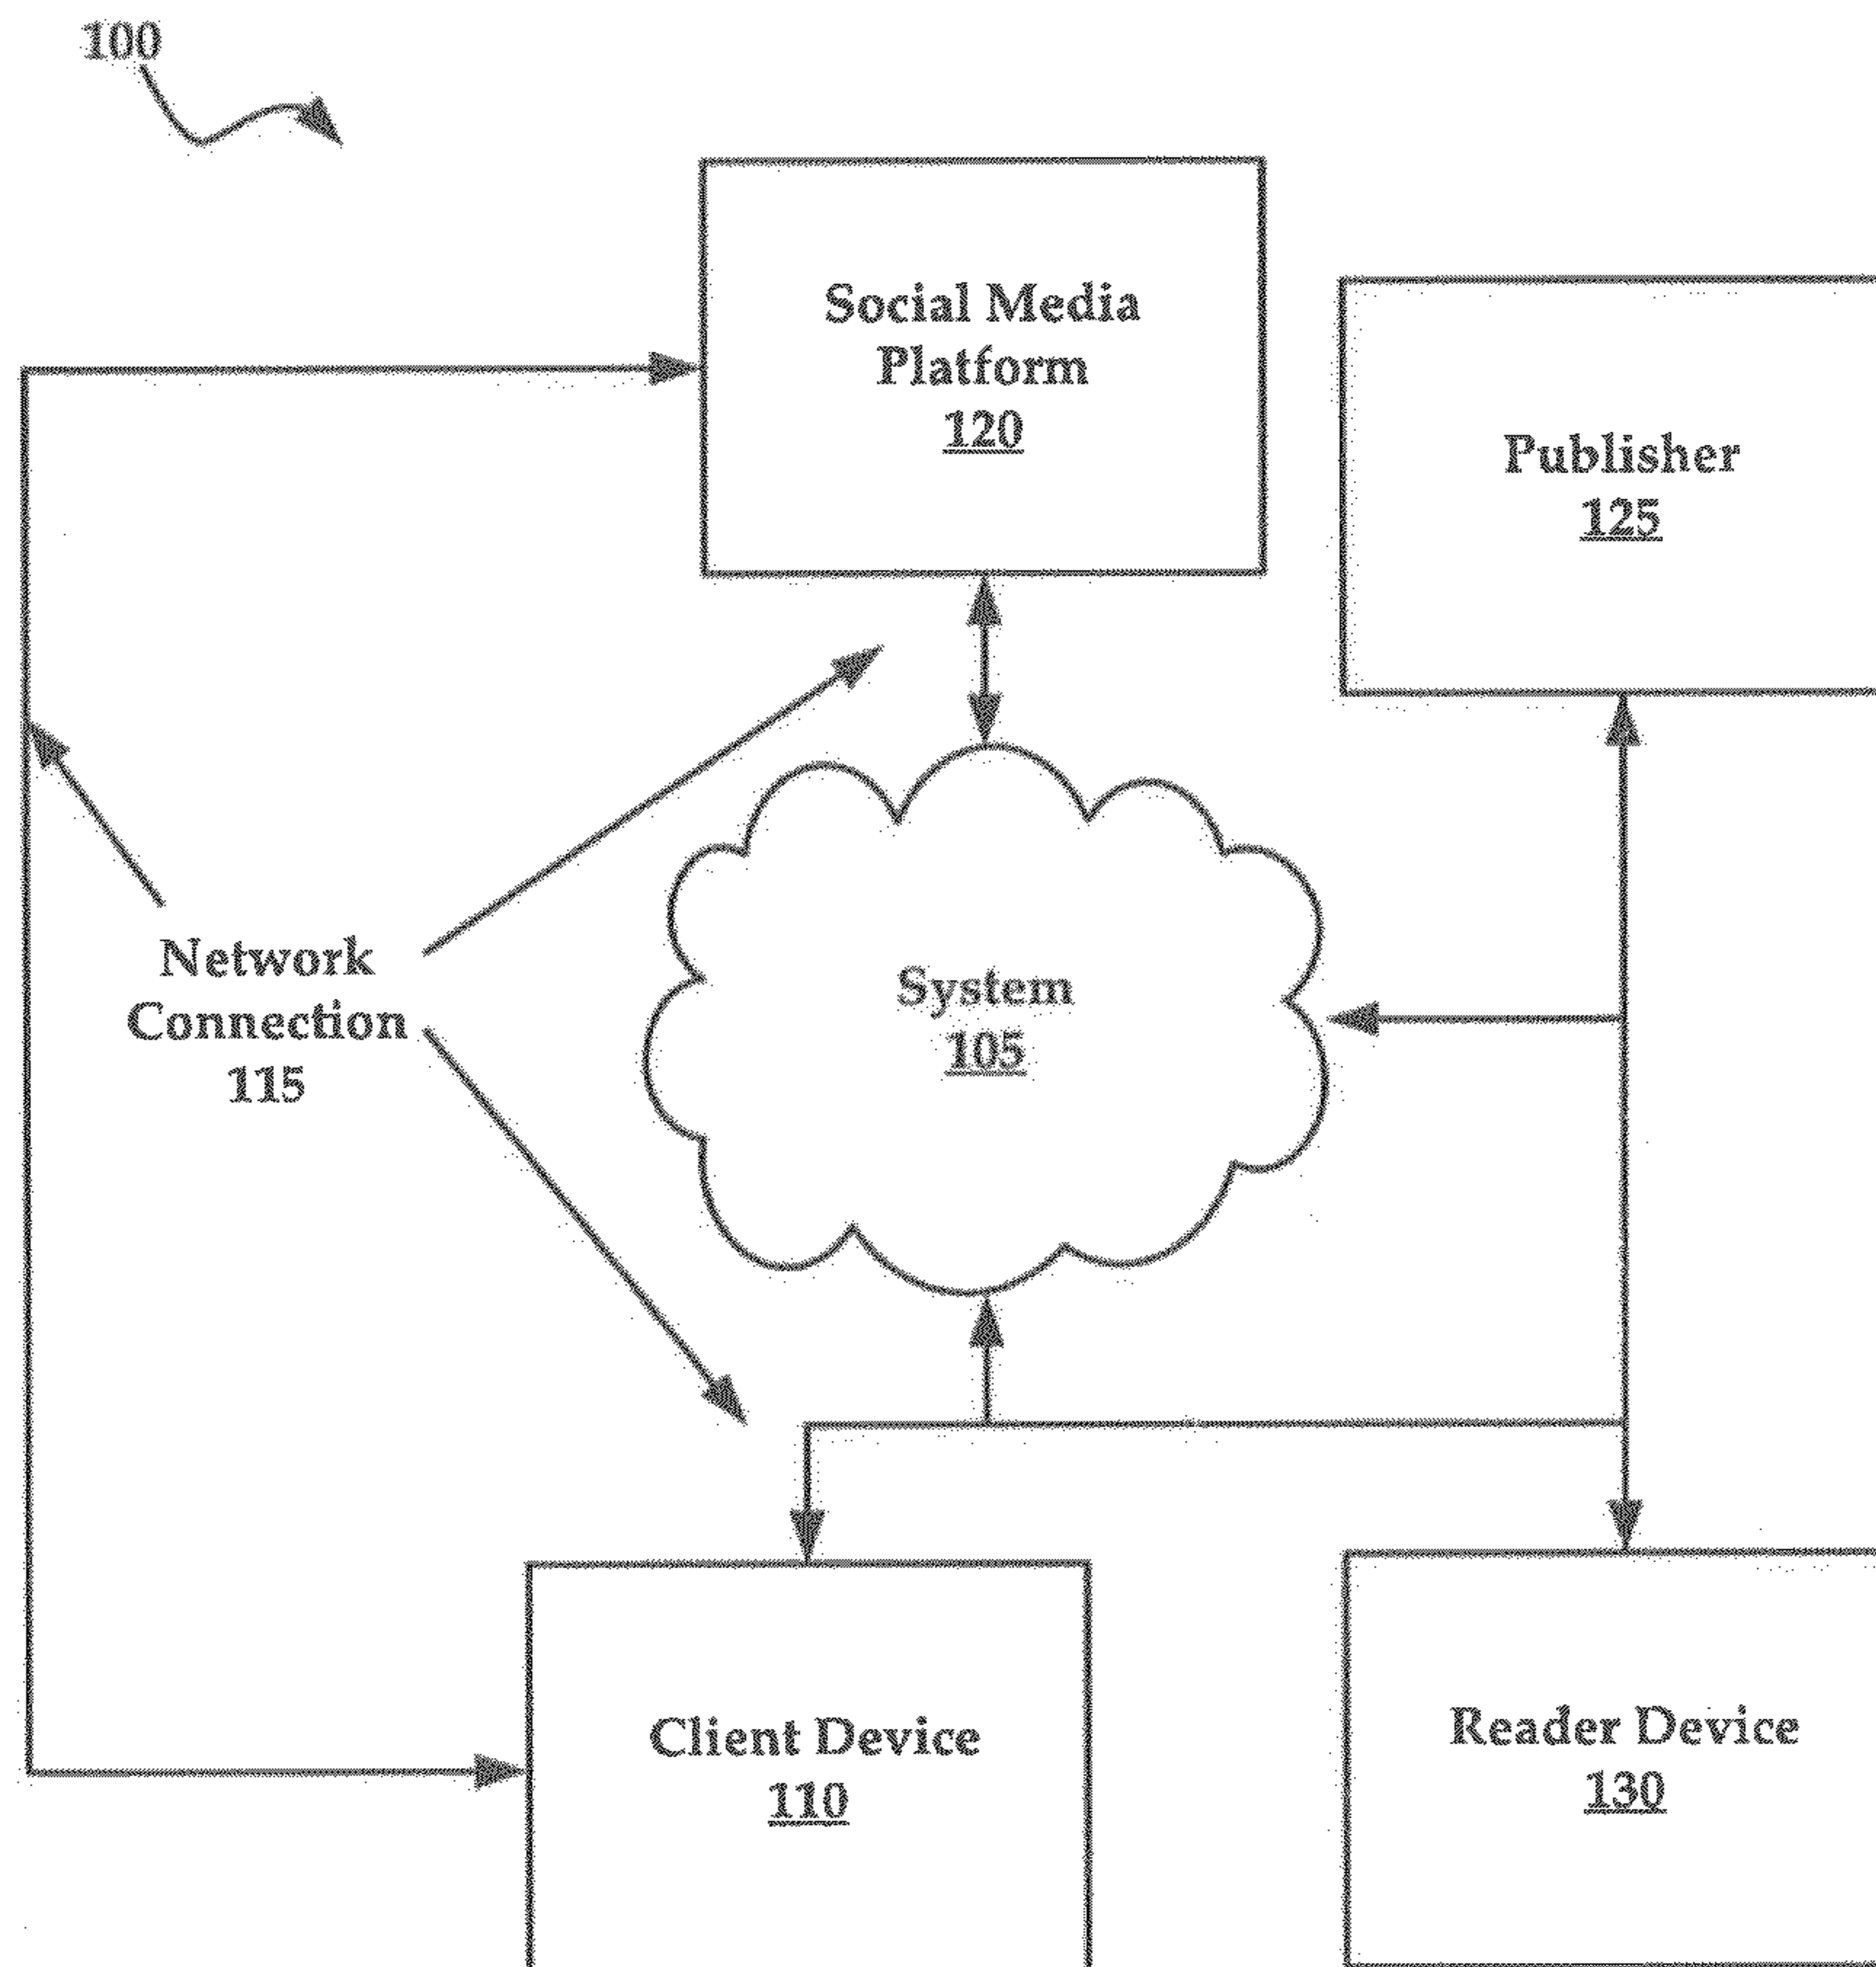 100
Social Media
Platform
120
Publisher
125
Network
Connection
115
System
105
Client Device
110
Reader Device
130